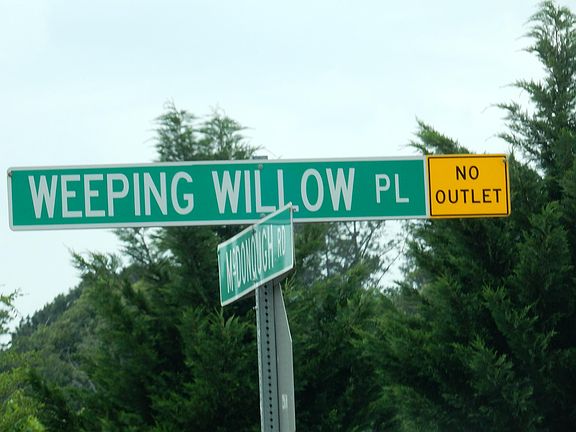 WEEPING WILLOW PL
NO
OUTLET
McDONOUGH RD